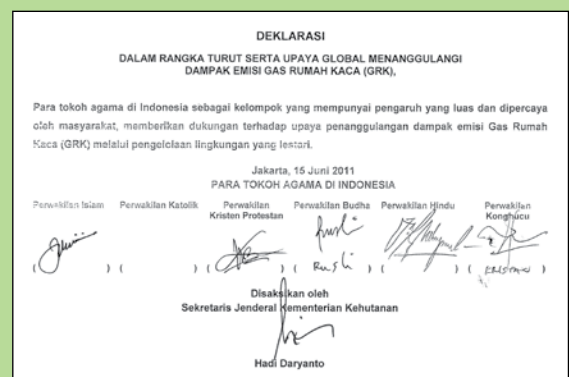 DEKLARASI
DALAM RANGKA TURUT SERTA UPAYA GLOBAL MENANGGULANGI
DAMPAK EMISI GAS RUMAH KACA (GRK),
Para tokoh agama di Indonesia sebagai kelompok yang mempunyai pengaruh yang luas dan dipercaya
oleh masyarakat, memberikan dukungan terhadap upaya penanggulangan dampak emisi Gas Rumah
Kaca (GRK) melalui pengelolaan lingkungan yang lestari.
Jakarta, 15 Juni 2011
PARA TOKOH AGAMA DI INDONESIA
Perwakilan Islam Perwakilan Katolik Perwakilan Kristen Protestan Perwakilan Budha Perwakilan Hindu Perwakilan Konghucu
( ) ( ) ( ) ( Rusli ) ( ) ( )
Disaksikan oleh
Sekretaris Jenderal Kementerian Kehutanan
Hadi Daryanto